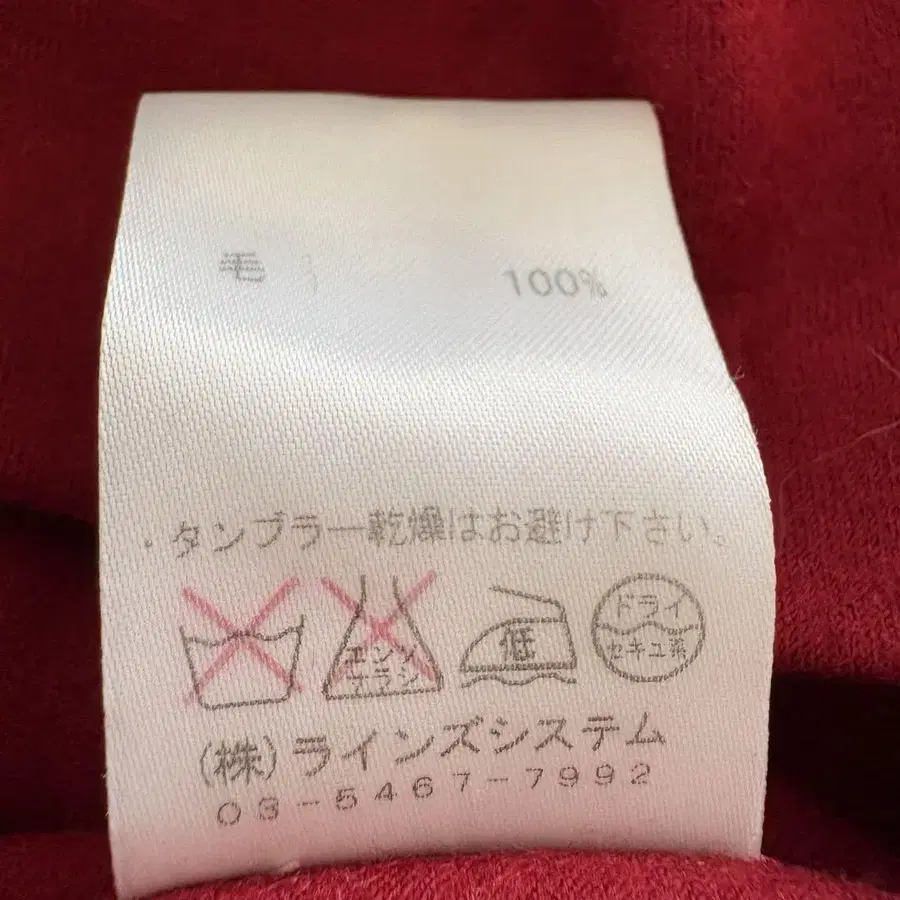 毛 100%
・タンブラー乾燥はお避け下さい。
エンソ
サラシ
低
ドライ
セキユ系
(株)ラインズシステム
03-5467-7992